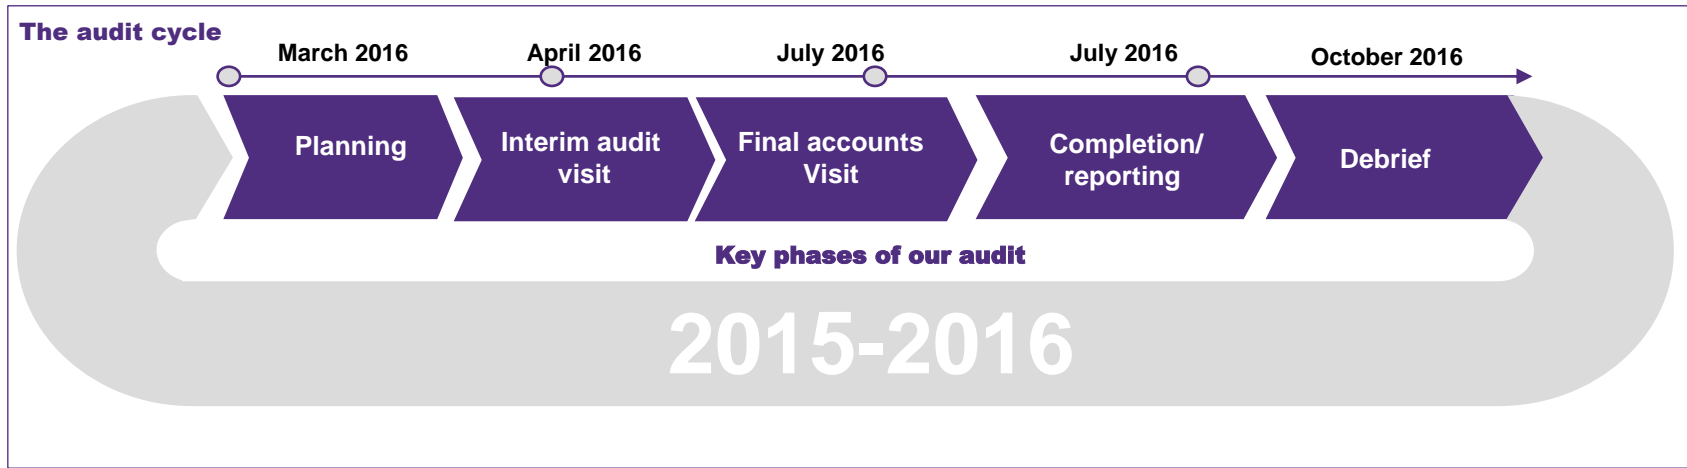 The audit cycle
March 2016
April 2016
July 2016
July 2016
October 2016
Planning
Interim audit
visit
Final accounts
Visit
Completion/
reporting
Debrief
Key phases of our audit
2015-2016